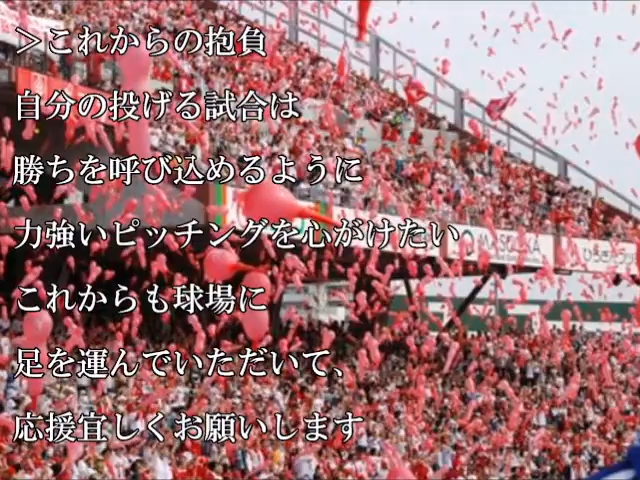 ＞これからの抱負
自分の投げる試合は
勝ちを呼び込めるように
力強いピッチングを心がけたい
これからも球場に
足を運んでいただいて、
応援宜しくお願いします